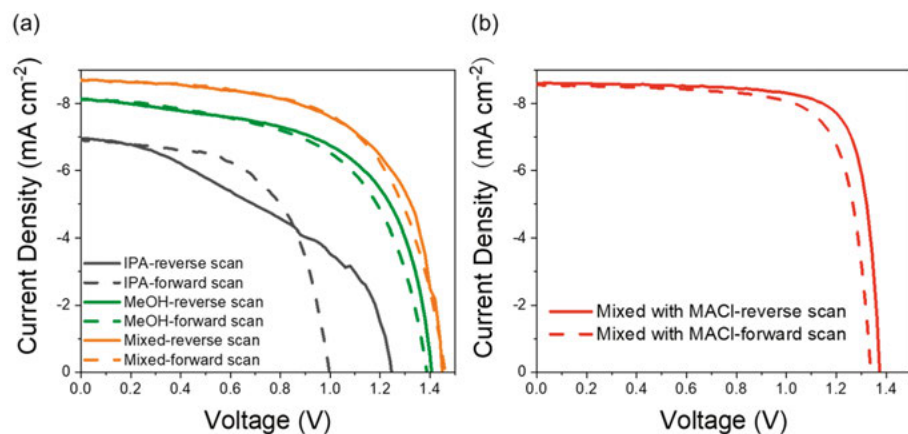 (a)
Current Density (mA cm-2)
-8
-6
-4
-2
0
IPA-reverse scan
IPA-forward scan
MeOH-reverse scan
MeOH-forward scan
Mixed-reverse scan
Mixed-forward scan
0.0 0.2 0.4 0.6 0.8 1.0 1.2 1.4
Voltage (V)
(b)
Current Density (mA cm-2)
-8
-6
-4
-2
0
Mixed with MACl-reverse scan
Mixed with MACl-forward scan
0.0 0.2 0.4 0.6 0.8 1.0 1.2 1.4
Voltage (V)